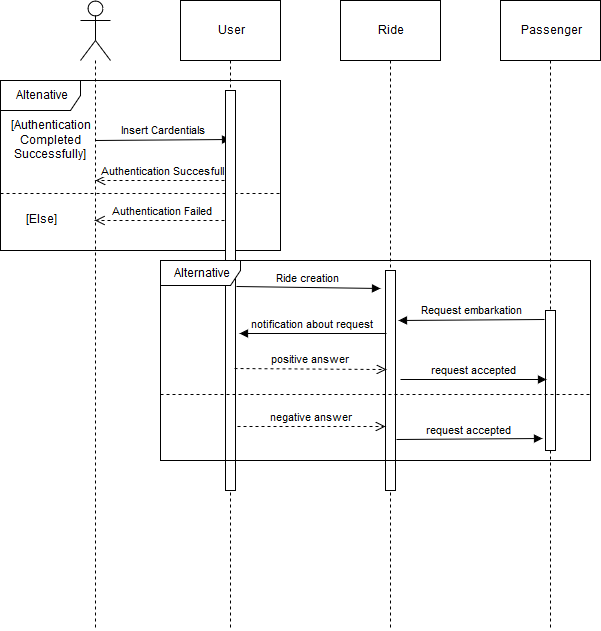 User
Ride
Passenger
Altenative
[Authentication
Completed
Successfully]
Insert Cardentials
Authentication Succesfull
[Else]
Authentication Failed
Alternative
Ride creation
Request embarkation
notification about request
positive answer
request accepted
negative answer
request accepted